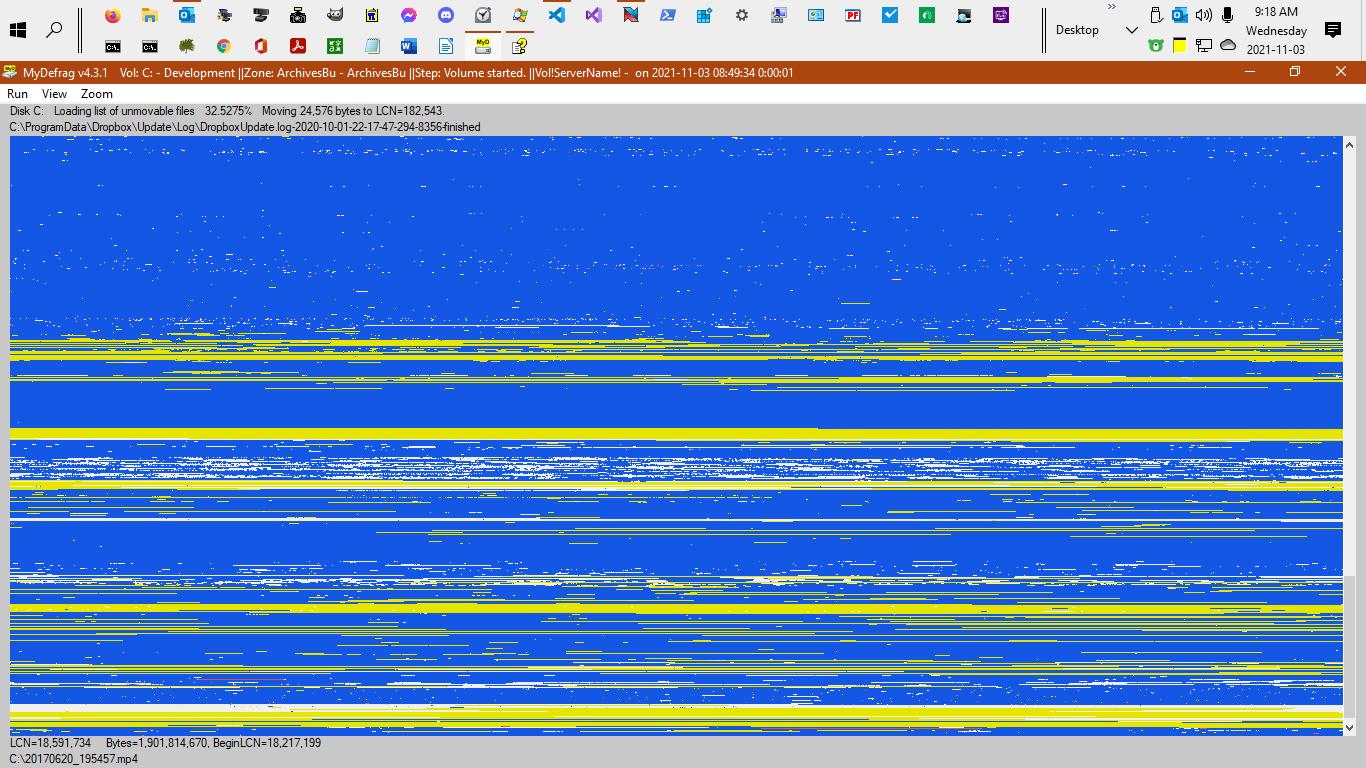 9:18 AM
Desktop
Wednesday
2021-11-03
MyD
PF
MyDefrag v4.3.1 Vol: C: - Development ||Zone: ArchivesBu - ArchivesBu ||Step: Volume started. ||Vol!ServerName! - on 2021-11-03 08:49:34 0:00:01
Run View Zoom
Disk C: Loading list of unmovable files 32.5275% Moving 24,576 bytes to LCN=182,543.
C:\ProgramData\Dropbox\Update\Log\DropboxUpdate.log-2020-10-01-22-17-47-294-8356-finished
LCN=18,591,734 Bytes=1,901,814,670, BeginLCN=18,217,199
C:\20170620_195457.mp4